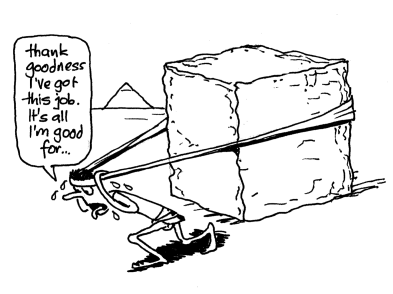 thank
goodness
I've got
this job.
It's all
I'm good
for...